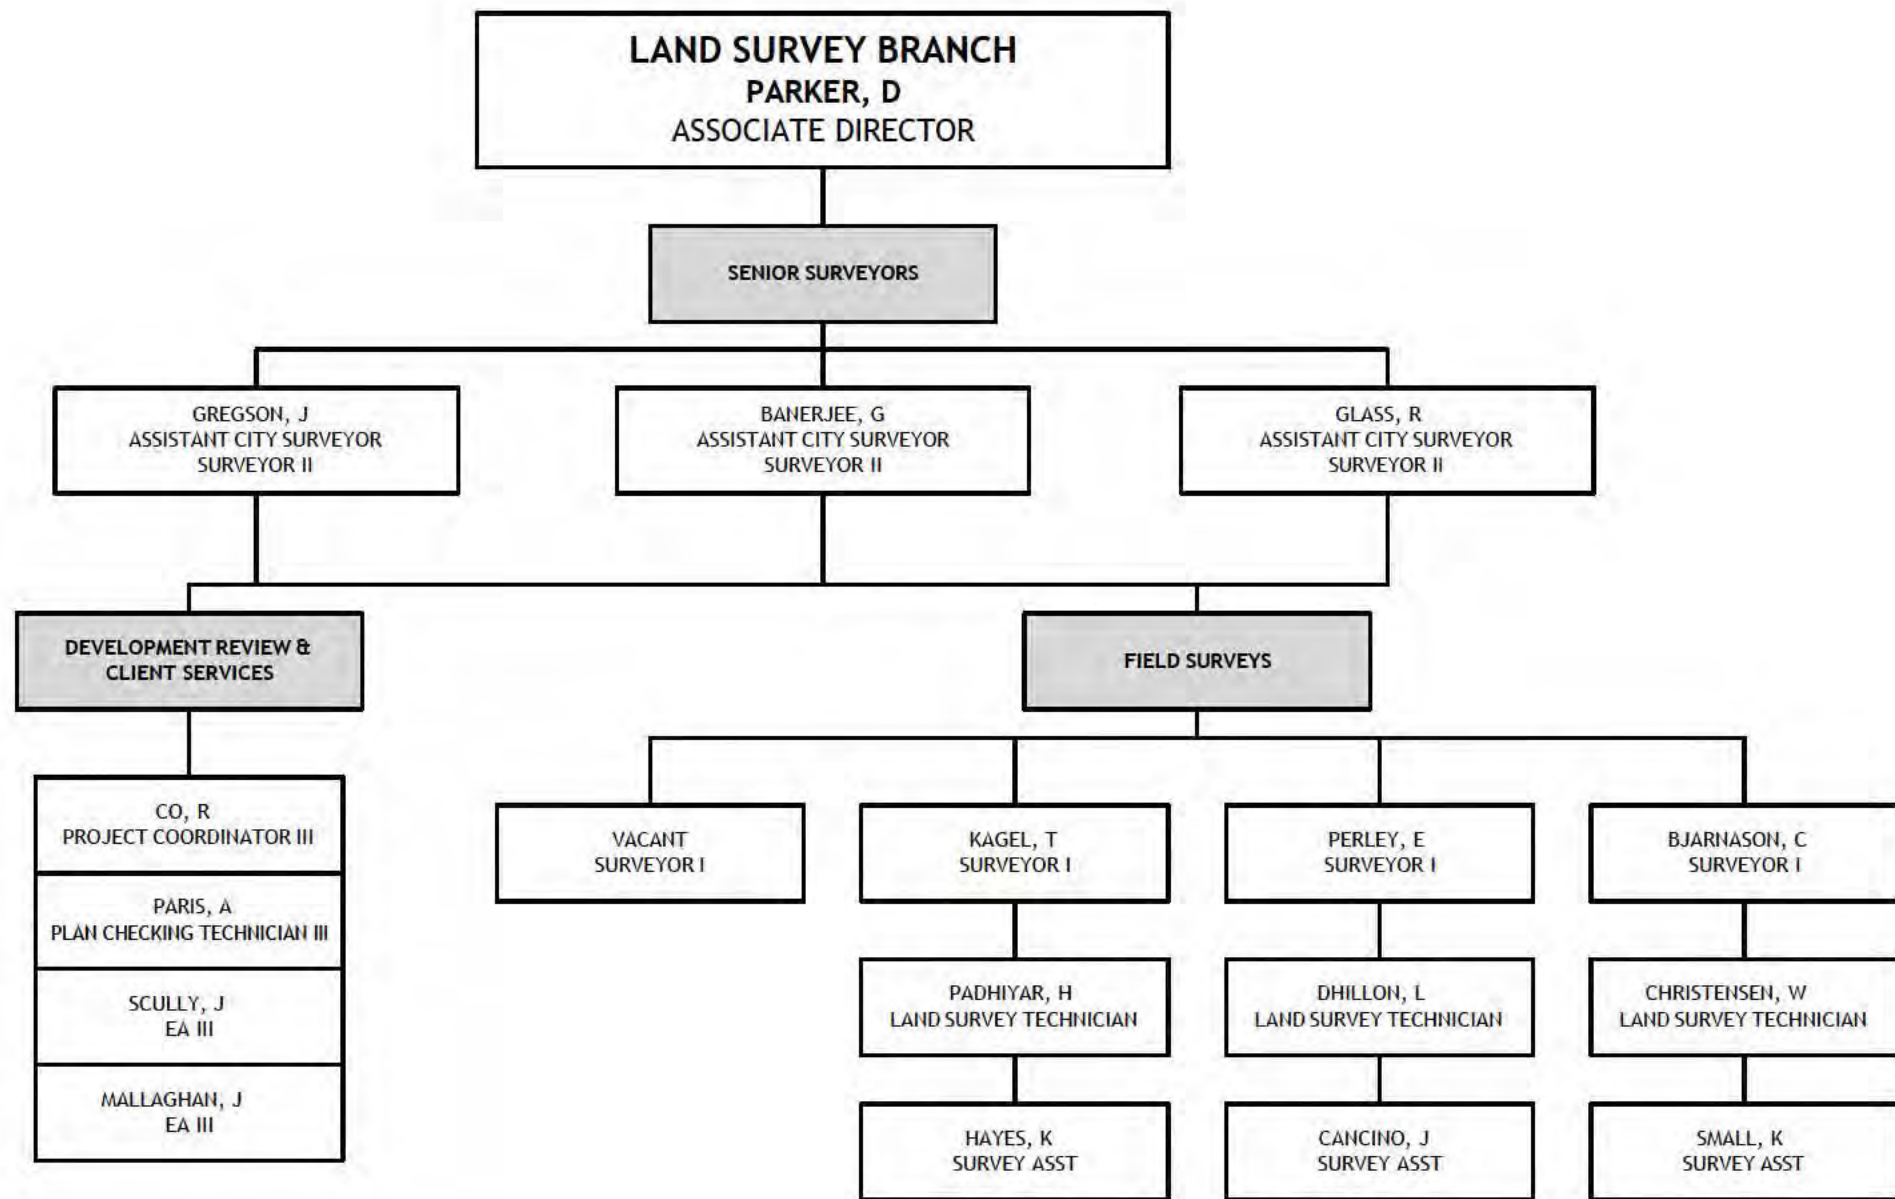 LAND SURVEY BRANCH
PARKER, D
ASSOCIATE DIRECTOR
SENIOR SURVEYORS
GREGSON, J
ASSISTANT CITY SURVEYOR
SURVEYOR II
BANERJEE, G
ASSISTANT CITY SURVEYOR
SURVEYOR II
GLASS, R
ASSISTANT CITY SURVEYOR
SURVEYOR II
DEVELOPMENT REVIEW &
CLIENT SERVICES
FIELD SURVEYS
CO, R
PROJECT COORDINATOR III
PARIS, A
PLAN CHECKING TECHNICIAN III
SCULLY, J
EA III
MALLAGHAN, J
EA III
VACANT
SURVEYOR I
KAGEL, T
SURVEYOR I
PERLEY, E
SURVEYOR I
BJARNASON, C
SURVEYOR I
PADHIYAR, H
LAND SURVEY TECHNICIAN
DHILLON, L
LAND SURVEY TECHNICIAN
CHRISTENSEN, W
LAND SURVEY TECHNICIAN
HAYES, K
SURVEY ASST
CANCINO, J
SURVEY ASST
SMALL, K
SURVEY ASST